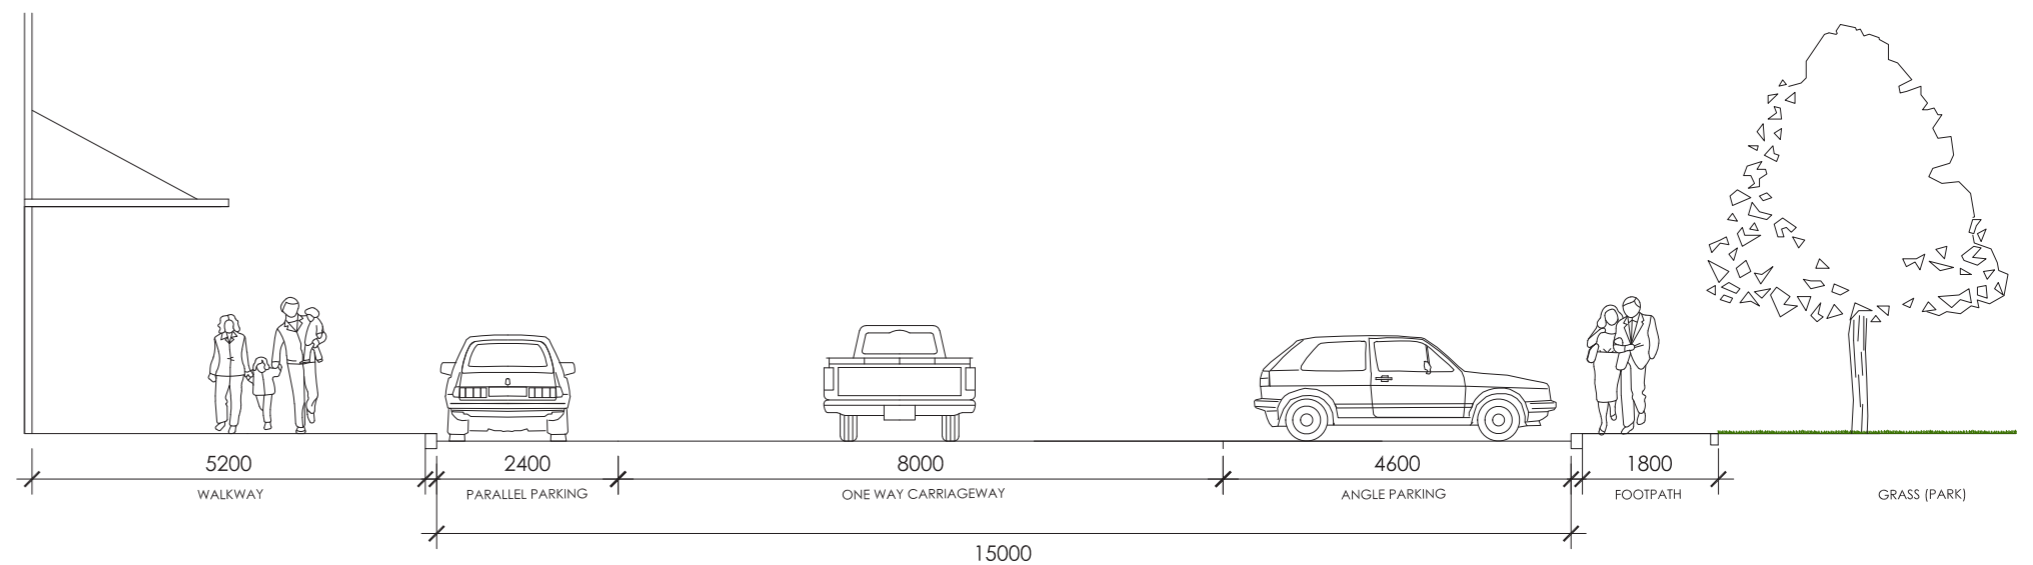 5200
2400
8000
4600
1800
WALKWAY
PARALLEL PARKING
ONE WAY CARRIAGEWAY
ANGLE PARKING
FOOTPATH
GRASS (PARK)
15000